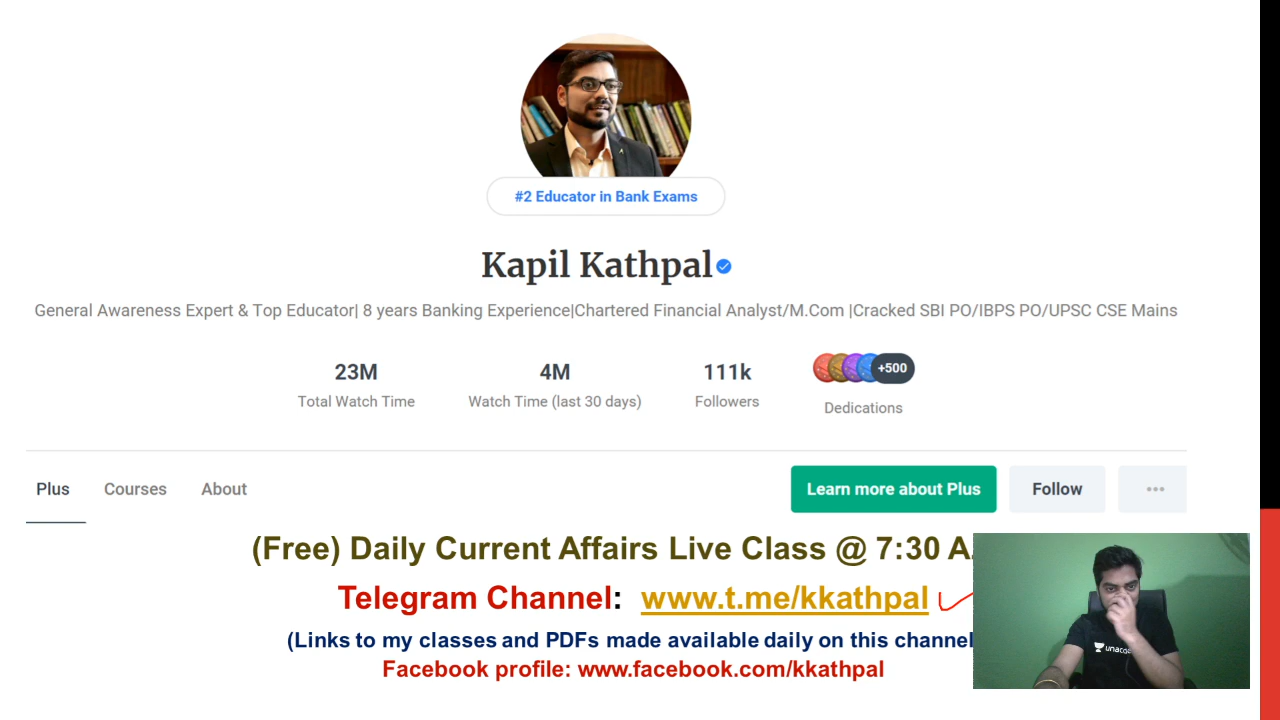 #2 Educator in Bank Exams
Kapil Kathpal
General Awareness Expert & Top Educator| 8 years Banking Experience|Chartered Financial Analyst/M.Com |Cracked SBI PO/IBPS PO/UPSC CSE Mains
23M 4M 111k +500
Total Watch Time Watch Time (last 30 days) Followers Dedications
Plus Courses About Learn more about Plus Follow
(Free) Daily Current Affairs Live Class @ 7:30 A.
Telegram Channel: www.t.me/kkathpal
(Links to my classes and PDFs made available daily on this channel
Facebook profile: www.facebook.com/kkathpal